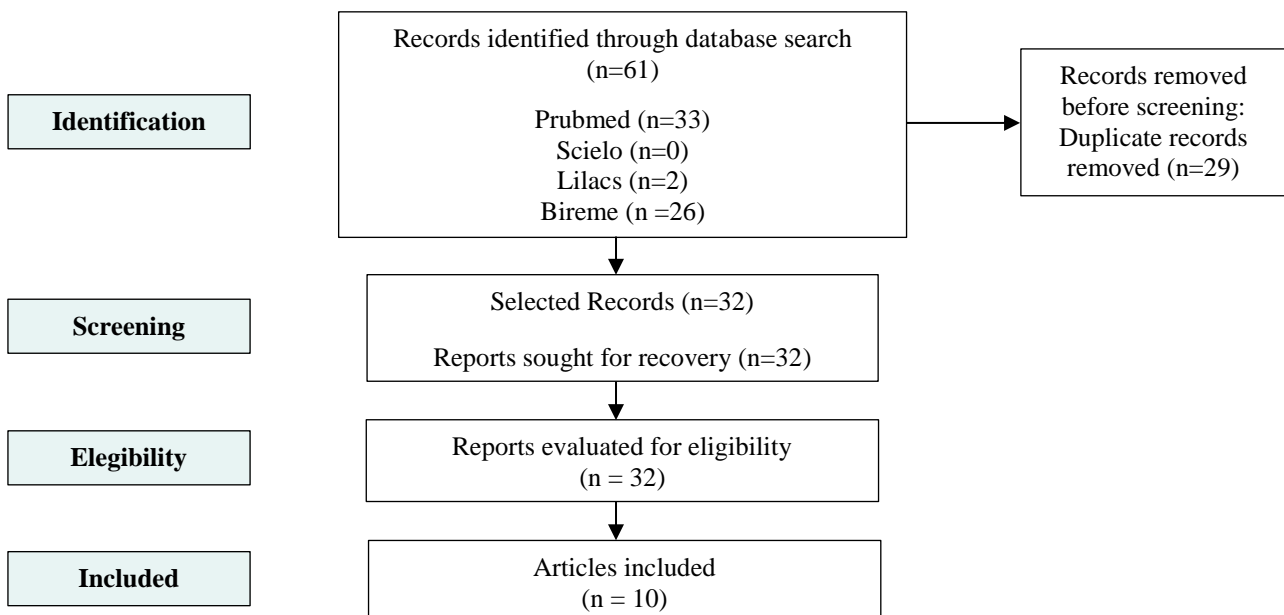 Records identified through database search
(n=61)
Prubmed (n=33)
Scielo (n=0)
Lilacs (n=2)
Bireme (n =26)
Records removed
before screening:
Duplicate records
removed (n=29)
Identification
Selected Records (n=32)
Reports sought for recovery (n=32)
Screening
Reports evaluated for eligibility
(n = 32)
Elegibility
Articles included
(n = 10)
Included